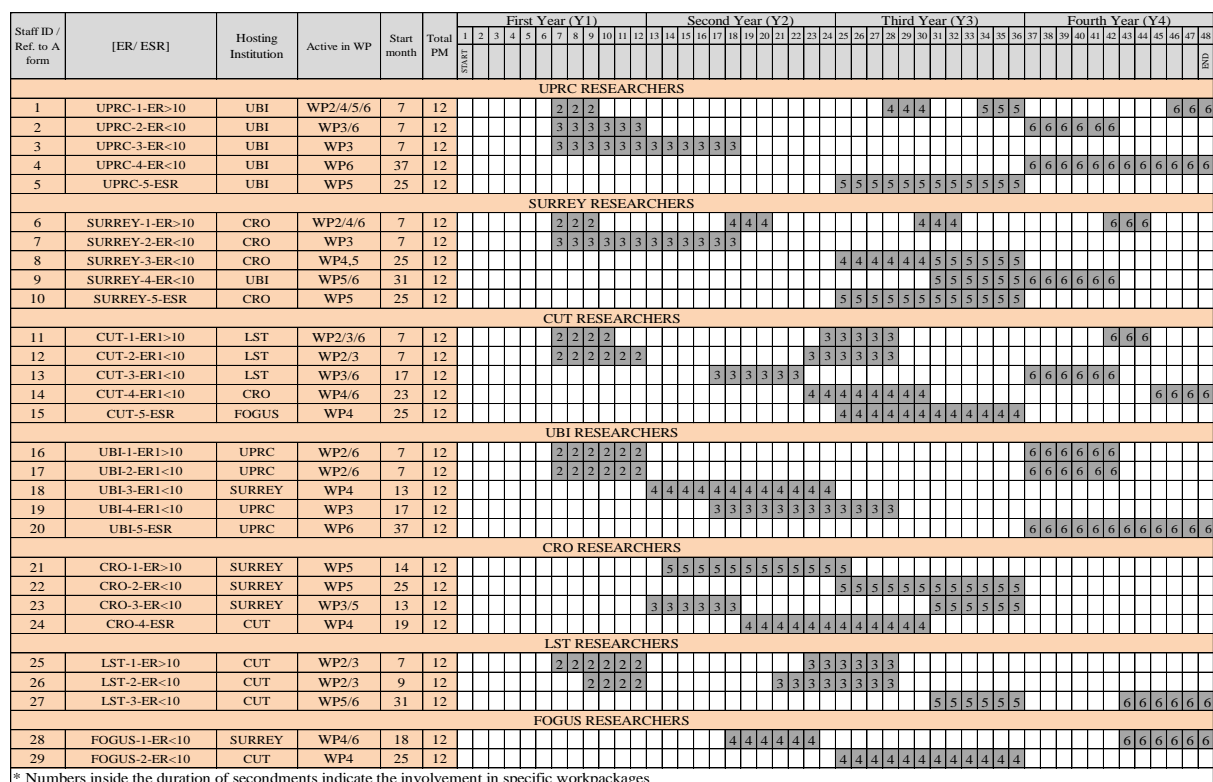 First Year (Y1) Second Year (Y2) Third Year (Y3) Fourth Year (Y4)
Staff ID / Ref. to A form [ER/ ESR] Hosting Institution Active in WP Start month Total PM 1 2 3 4 5 6 7 8 9 10 11 12 13 14 15 16 17 18 19 20 21 22 23 24 25 26 27 28 29 30 31 32 33 34 35 36 37 38 39 40 41 42 43 44 45 46 47 48
START END
UPRC RESEARCHERS
1 UPRC-1-ER>10 UBI WP2/4/5/6 7 12 2 2 2 4 4 4 5 5 5 6 6 6
2 UPRC-2-ER<10 UBI WP3/6 7 12 3 3 3 3 3 3 6 6 6 6 6 6
3 UPRC-3-ER<10 UBI WP3 7 12 3 3 3 3 3 3 3 3 3 3 3 3
4 UPRC-4-ER<10 UBI WP6 37 12 6 6 6 6 6 6 6 6 6 6 6 6
5 UPRC-5-ESR UBI WP5 25 12 5 5 5 5 5 5 5 5 5 5 5 5
SURREY RESEARCHERS
6 SURREY-1-ER>10 CRO WP2/4/6 7 12 2 2 2 4 4 4 4 4 4 6 6 6
7 SURREY-2-ER<10 CRO WP3 7 12 3 3 3 3 3 3 3 3 3 3 3 3
8 SURREY-3-ER<10 CRO WP4,5 25 12 4 4 4 4 4 4 5 5 5 5 5 5
9 SURREY-4-ER<10 UBI WP5/6 31 12 5 5 5 5 5 5 6 6 6 6 6 6
10 SURREY-5-ESR CRO WP5 25 12 5 5 5 5 5 5 5 5 5 5 5 5
CUT RESEARCHERS
11 CUT-1-ER1>10 LST WP2/3/6 7 12 2 2 2 2 3 3 3 3 3 6 6 6
12 CUT-2-ER1<10 LST WP2/3 7 12 2 2 2 2 2 2 3 3 3 3 3 3
13 CUT-3-ER1<10 LST WP3/6 17 12 3 3 3 3 3 3 6 6 6 6 6 6
14 CUT-4-ER1<10 CRO WP4/6 23 12 4 4 4 4 4 4 4 4 6 6 6 6
15 CUT-5-ESR FOGUS WP4 25 12 4 4 4 4 4 4 4 4 4 4 4 4
UBI RESEARCHERS
16 UBI-1-ER1>10 UPRC WP2/6 7 12 2 2 2 2 2 2 6 6 6 6 6 6
17 UBI-2-ER1<10 UPRC WP2/6 7 12 2 2 2 2 2 2 6 6 6 6 6 6
18 UBI-3-ER1<10 SURREY WP4 13 12 4 4 4 4 4 4 4 4 4 4 4 4
19 UBI-4-ER1<10 UPRC WP3 17 12 3 3 3 3 3 3 3 3 3 3 3 3
20 UBI-5-ESR UPRC WP6 37 12 6 6 6 6 6 6 6 6 6 6 6 6
CRO RESEARCHERS
21 CRO-1-ER>10 SURREY WP5 14 12 5 5 5 5 5 5 5 5 5 5 5 5
22 CRO-2-ER<10 SURREY WP5 25 12 5 5 5 5 5 5 5 5 5 5 5 5
23 CRO-3-ER<10 SURREY WP3/5 13 12 3 3 3 3 3 3 5 5 5 5 5 5
24 CRO-4-ESR CUT WP4 19 12 4 4 4 4 4 4 4 4 4 4 4 4
LST RESEARCHERS
25 LST-1-ER>10 CUT WP2/3 7 12 2 2 2 2 2 2 3 3 3 3 3 3
26 LST-2-ER<10 CUT WP2/3 9 12 2 2 2 2 3 3 3 3 3 3 3 3
27 LST-3-ER<10 CUT WP5/6 31 12 5 5 5 5 5 5 6 6 6 6 6 6
FOGUS RESEARCHERS
28 FOGUS-1-ER<10 SURREY WP4/6 18 12 4 4 4 4 4 4 6 6 6 6 6 6
29 FOGUS-2-ER<10 CUT WP4 25 12 4 4 4 4 4 4 4 4 4 4 4 4
* Numbers inside the duration of secondments indicate the involvement in specific workpackages